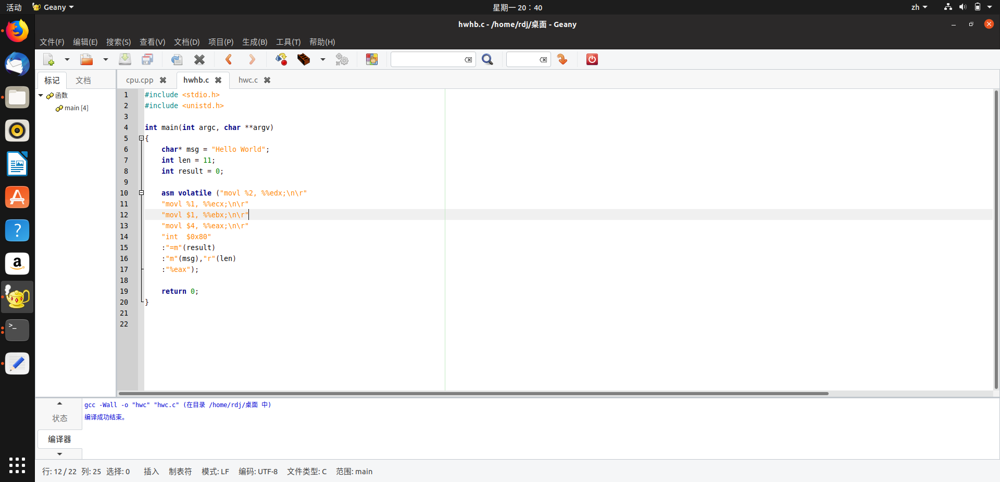 活动 Geany 星期一 20：40 zh
hwhb.c - /home/rdj/桌面 - Geany
文件(F) 编辑(E) 搜索(S) 查看(V) 文档(D) 项目(P) 生成(B) 工具(T) 帮助(H)
标记 文档 cpu.cpp hwhb.c hwc.c
函数
main [4]
1 #include <stdio.h>
2 #include <unistd.h>
3
4 int main(int argc, char **argv)
5 {
6 char* msg = "Hello World";
7 int len = 11;
8 int result = 0;
9
10 asm volatile ("movl %2, %%edx;\n\r"
11 "movl %1, %%ecx;\n\r"
12 "movl $1, %%ebx;\n\r"
13 "movl $4, %%eax;\n\r"
14 "int  $0x80"
15 :"=m"(result)
16 :"m"(msg),"r"(len)
17 :"%eax");
18
19 return 0;
20 }
21
22
状态
编译器
gcc -Wall -o "hwc" "hwc.c" (在目录 /home/rdj/桌面 中)
编译成功结束。
行: 12 / 22 列: 25 选择: 0 插入 制表符 模式: LF 编码: UTF-8 文件类型: C 范围: main